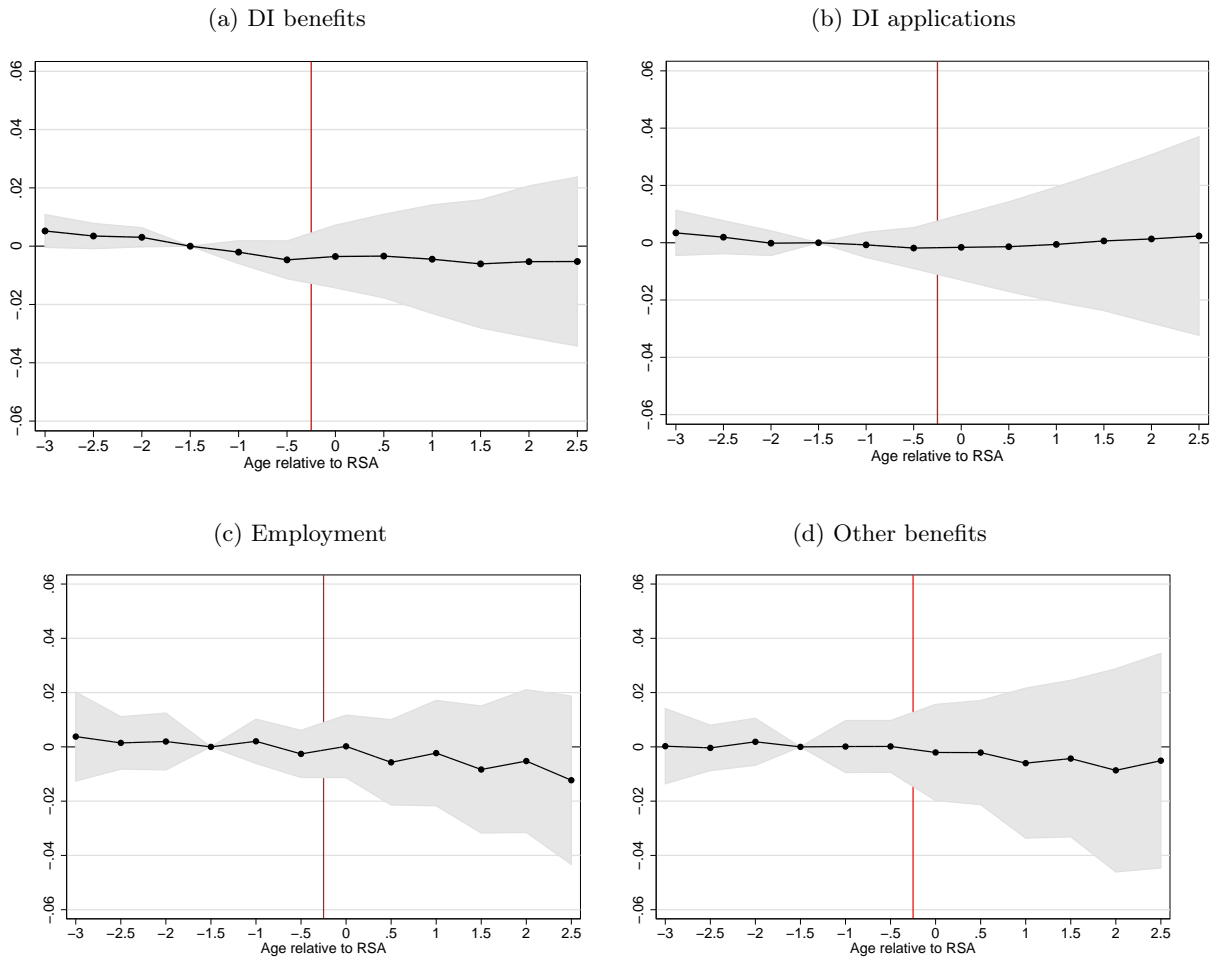 (a) DI benefits
.06
.04
.02
0
−.02
−.04
−.06
−3 −2.5 −2 −1.5 −1 −.5 0 .5 1 1.5 2 2.5
Age relative to RSA
(b) DI applications
.06
.04
.02
0
−.02
−.04
−.06
−3 −2.5 −2 −1.5 −1 −.5 0 .5 1 1.5 2 2.5
Age relative to RSA
(c) Employment
.06
.04
.02
0
−.02
−.04
−.06
−3 −2.5 −2 −1.5 −1 −.5 0 .5 1 1.5 2 2.5
Age relative to RSA
(d) Other benefits
.06
.04
.02
0
−.02
−.04
−.06
−3 −2.5 −2 −1.5 −1 −.5 0 .5 1 1.5 2 2.5
Age relative to RSA